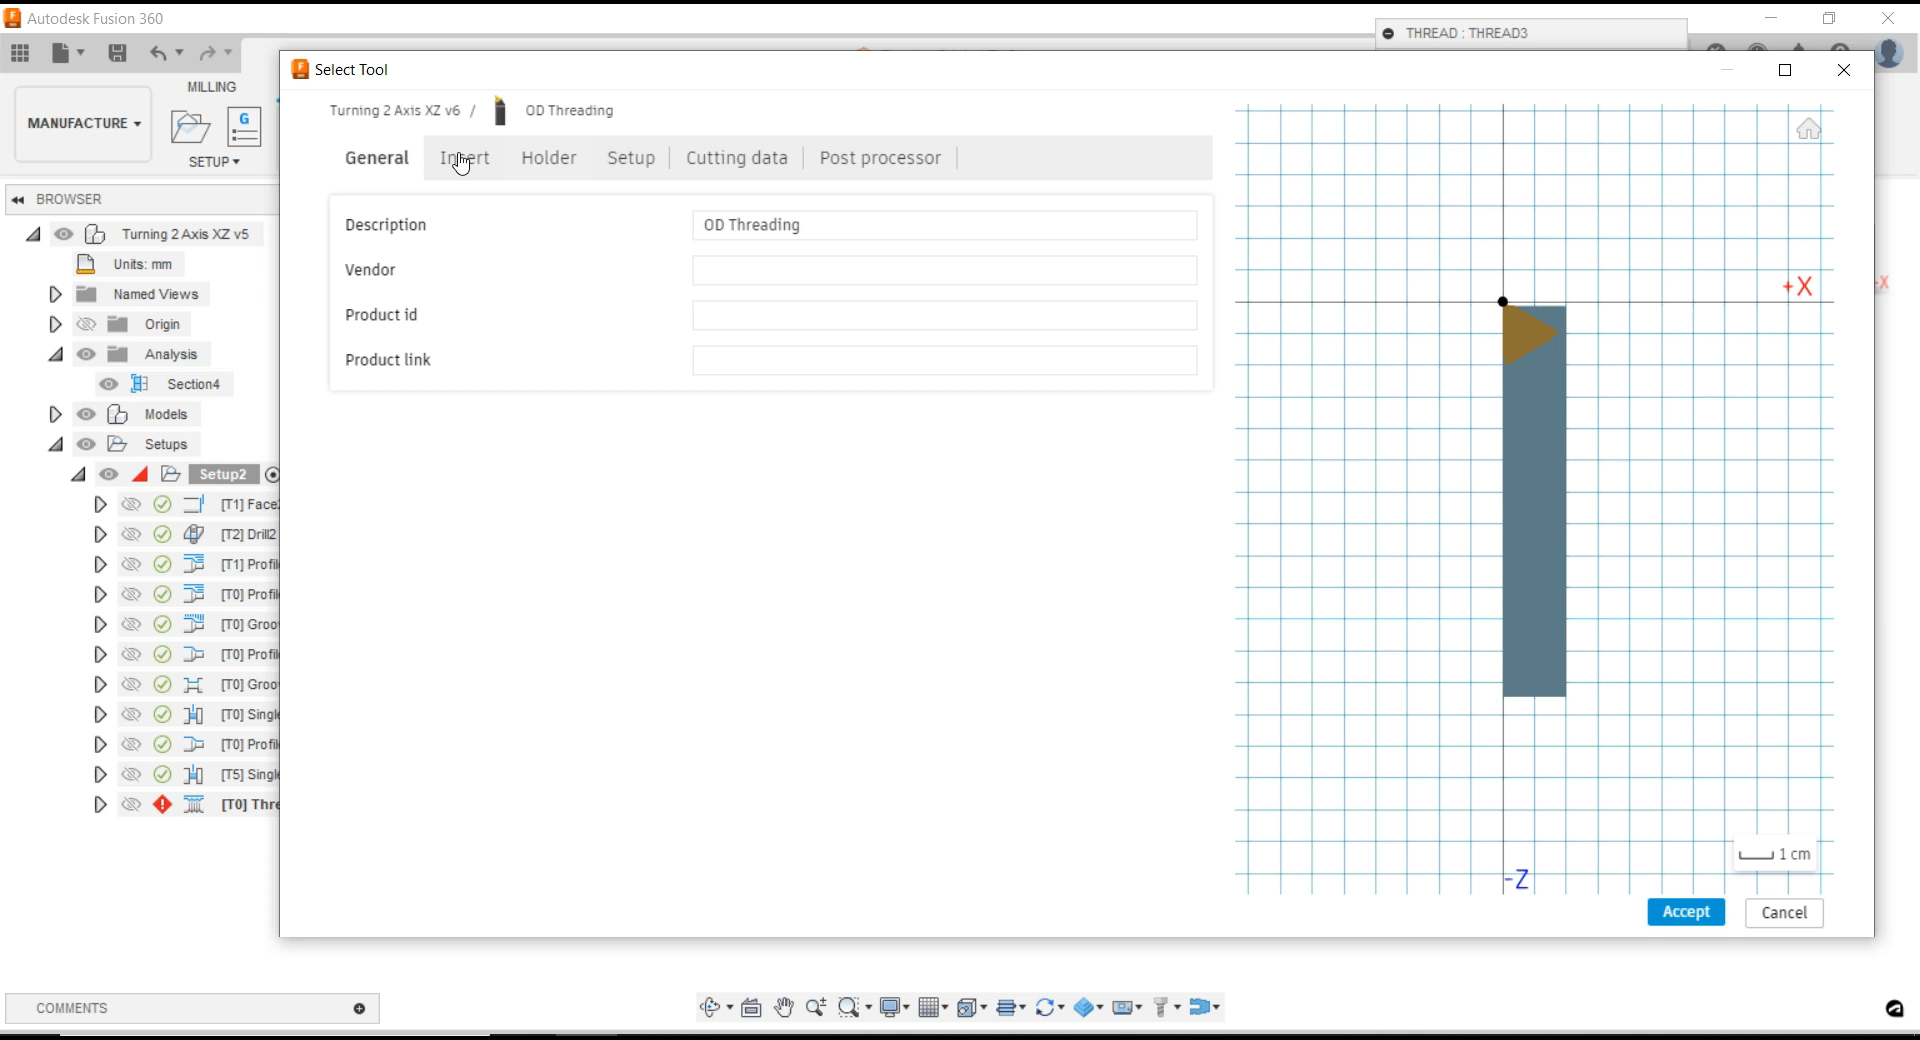 Autodesk Fusion 360
THREAD : THREAD3
Select Tool
MILLING
MANUFACTURE
G
SETUP
Turning 2 Axis XZ v6 /
OD Threading
General
Insert
Holder
Setup
Cutting data
Post processor
Description
OD Threading
Vendor
Product id
Product link
BROWSER
Turning 2 Axis XZ v5
Units: mm
Named Views
Origin
Analysis
Section4
Models
Setups
Setup2
[T1] Face
[T2] Drill2
[T1] Profil
[T0] Profil
[T0] Groo
[T0] Profil
[T0] Groo
[T0] Single
[T0] Profil
[T5] Single
[T0] Thre
+X
-X
-Z
1 cm
Accept
Cancel
COMMENTS